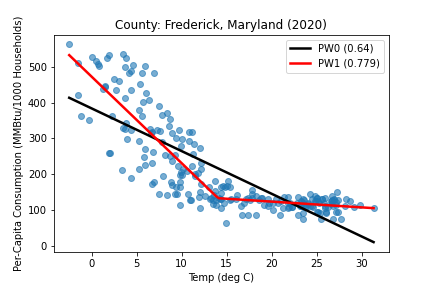 County: Frederick, Maryland (2020)
PW0 (0.64)
PW1 (0.779)
Per-Capita Consumption (MMBtu/1000 Households)
500
400
300
200
100
0
0 5 10 15 20 25 30
Temp (deg C)